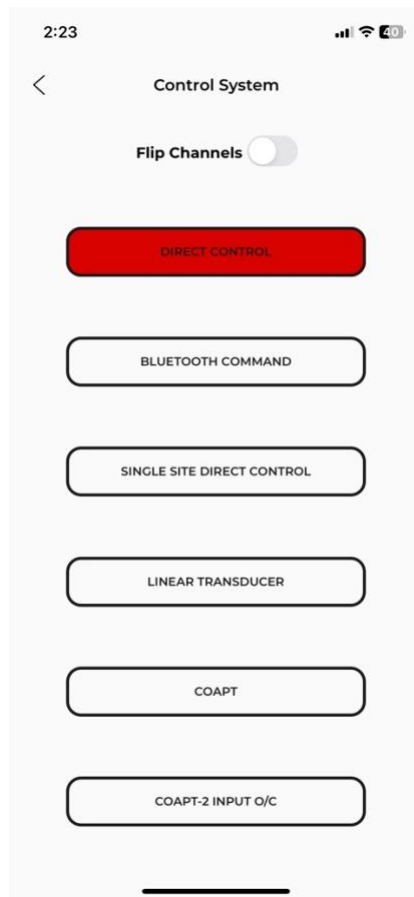 2:23
40
Control System
Flip Channels
DIRECT CONTROL
BLUETOOTH COMMAND
SINGLE SITE DIRECT CONTROL
LINEAR TRANSDUCER
COAPT
COAPT-2 INPUT O/C